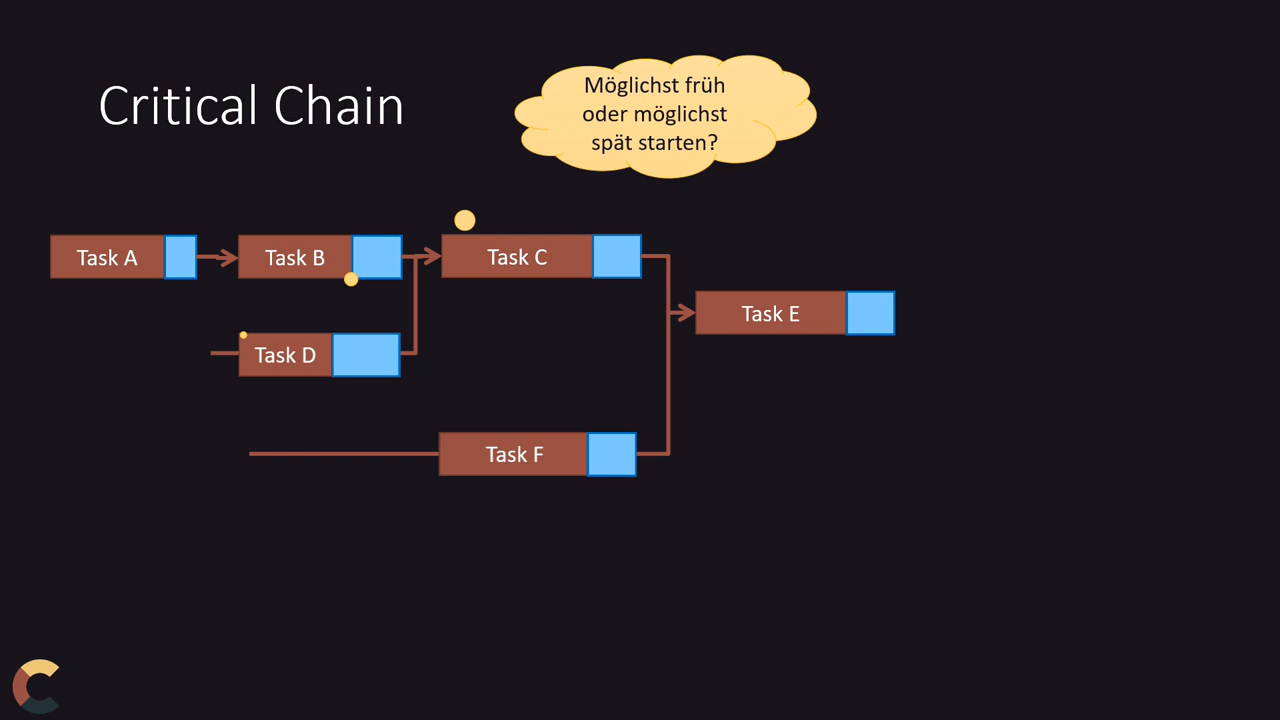 Critical Chain
Möglichst früh
oder möglichst
spät starten?
Task A
Task B
Task C
Task E
Task D
Task F